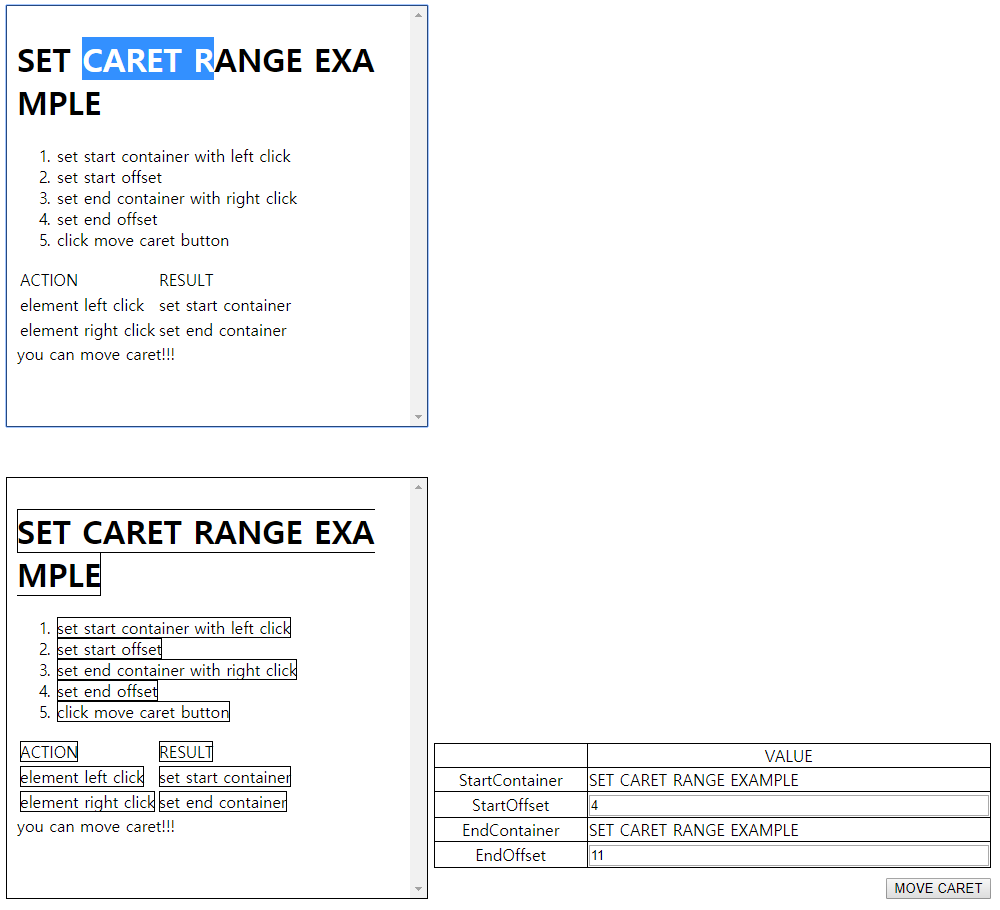 SET CARET RANGE EXA
MPLE
1. set start container with left click
2. set start offset
3. set end container with right click
4. set end offset
5. click move caret button
ACTION RESULT
element left click set start container
element right click set end container
you can move caret!!!
SET CARET RANGE EXA
MPLE
1. set start container with left click
2. set start offset
3. set end container with right click
4. set end offset
5. click move caret button
ACTION RESULT
element left click set start container
element right click set end container
you can move caret!!!
VALUE
StartContainer SET CARET RANGE EXAMPLE
StartOffset 4
EndContainer SET CARET RANGE EXAMPLE
EndOffset 11
MOVE CARET